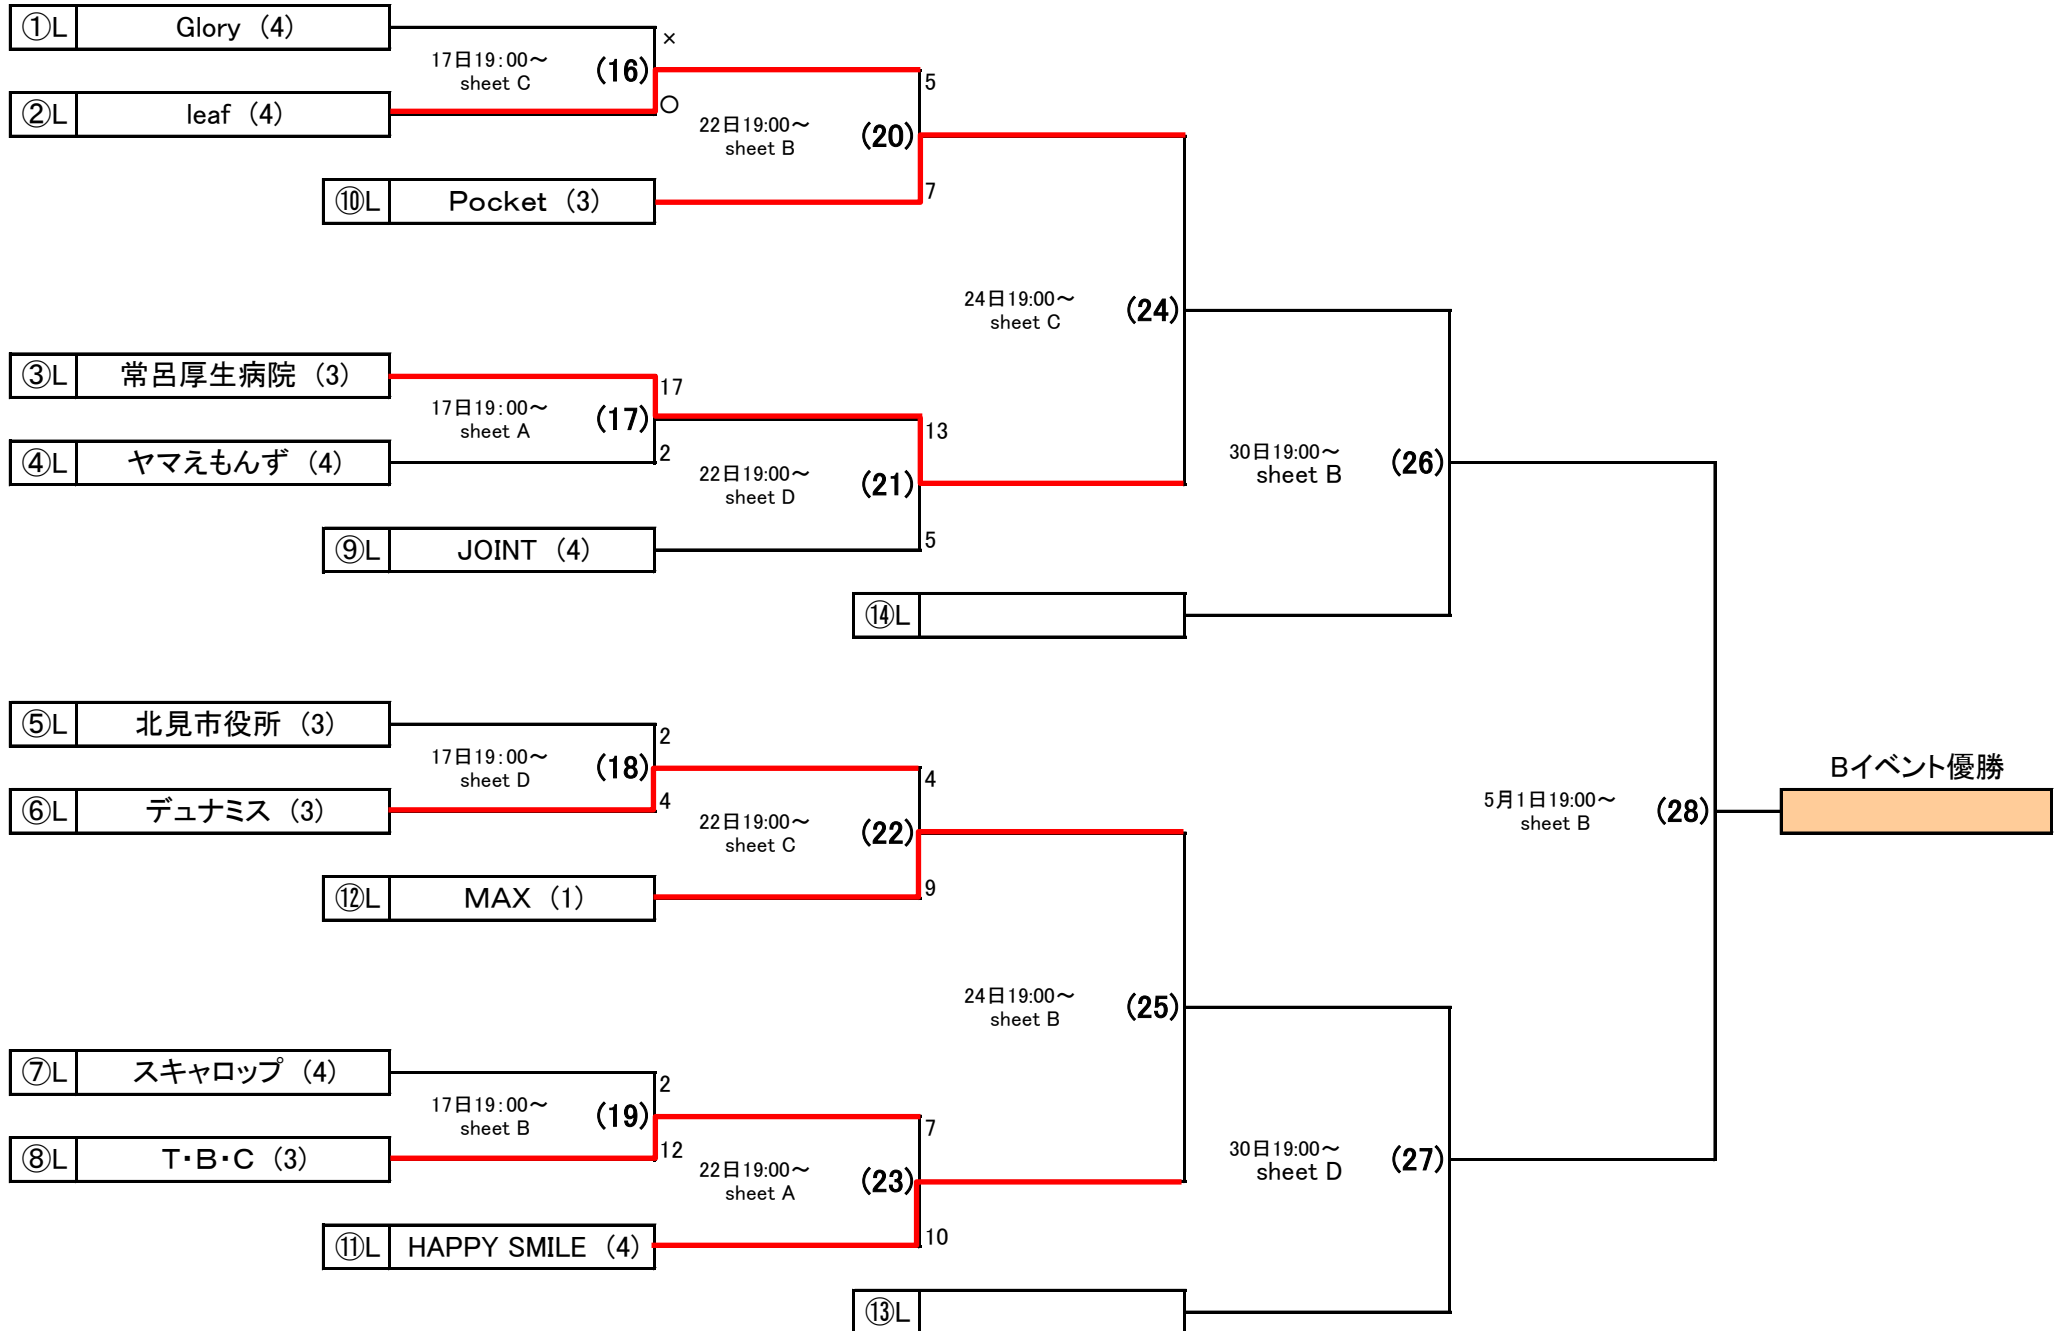 ①L Glory (4)
×
17日19:00～
sheet C
(16)
②L leaf (4)
○
5
22日19:00～
sheet B
(20)
⑩L Pocket (3)
7
24日19:00～
sheet C
(24)
③L 常呂厚生病院 (3)
17
17日19:00～
sheet A
(17)
④L ヤマえもんず (4)
2
13
22日19:00～
sheet D
(21)
⑨L JOINT (4)
5
30日19:00～
sheet B
(26)
⑭L
⑤L 北見市役所 (3)
2
17日19:00～
sheet D
(18)
⑥L デュナミス (3)
4
4
22日19:00～
sheet C
(22)
⑫L MAX (1)
9
Bイベント優勝
5月1日19:00～
sheet B
(28)
24日19:00～
sheet B
(25)
⑦L スキャロップ (4)
2
17日19:00～
sheet B
(19)
⑧L T・B・C (3)
12
7
22日19:00～
sheet A
(23)
⑪L HAPPY SMILE (4)
10
30日19:00～
sheet D
(27)
⑬L